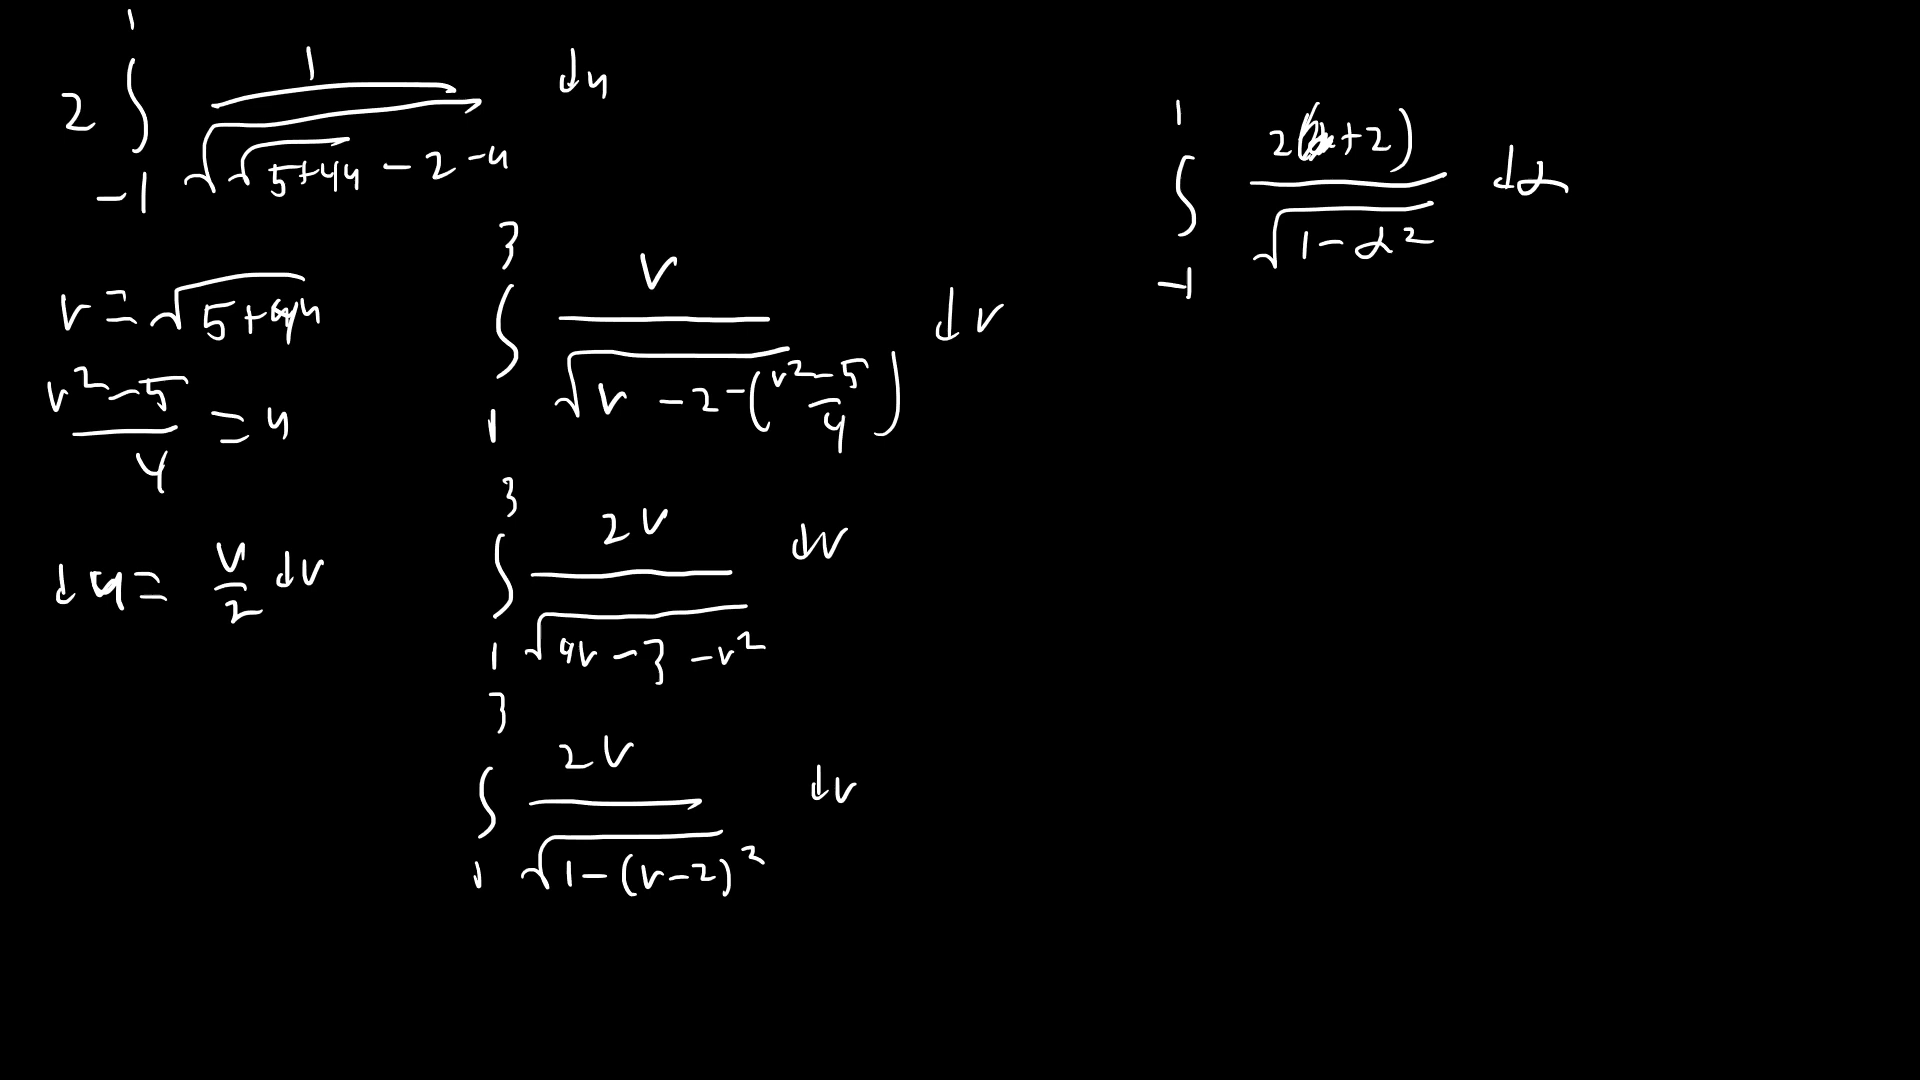 2 ∫_{-1}^{1} 1/√(√(5+4u) - 2 - u) du
v = √(5+4u)
(v² - 5)/4 = u
du = v/2 dv
∫_{1}^{3} v/√(v - 2 - ((v² - 5)/4)) dv
∫_{1}^{3} 2v/√(4v - 3 - v²) dv
∫_{1}^{3} 2v/√(1 - (v-2)²) dv
∫_{-1}^{1} 2( +2)/√(1 - α²) dα